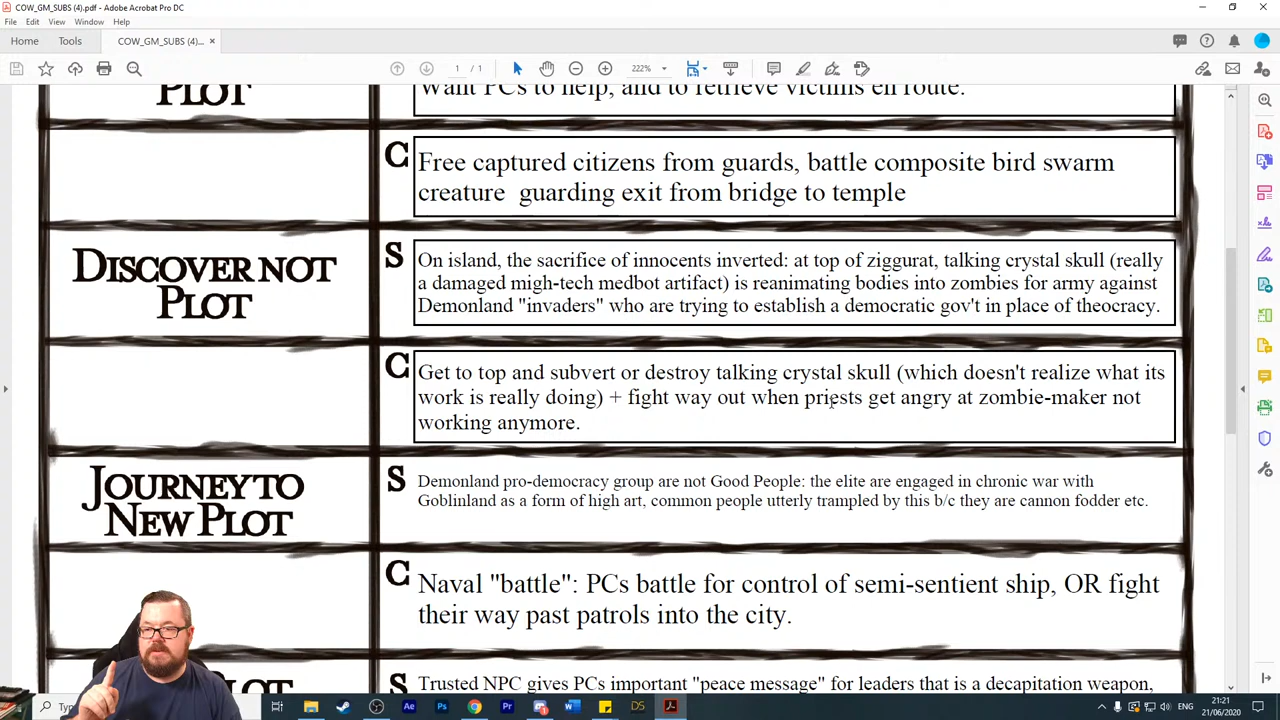 COW_GM_SUBS (4).pdf - Adobe Acrobat Pro DC
File Edit View Window Help
Home Tools COW_GM_SUBS (4)... ×
1 / 1 222%
PLOT
Want PCs to help, and to retrieve victims en route.
C
Free captured citizens from guards, battle composite bird swarm
creature guarding exit from bridge to temple
DISCOVER NOT
PLOT
S
On island, the sacrifice of innocents inverted: at top of ziggurat, talking crystal skull (really
a damaged migh-tech medbot artifact) is reanimating bodies into zombies for army against
Demonland "invaders" who are trying to establish a democratic gov't in place of theocracy.
C
Get to top and subvert or destroy talking crystal skull (which doesn't realize what its
work is really doing) + fight way out when priests get angry at zombie-maker not
working anymore.
JOURNEY TO
NEW PLOT
S
Demonland pro-democracy group are not Good People: the elite are engaged in chronic war with
Goblinland as a form of high art, common people utterly trampled by this b/c they are cannon fodder etc.
C
Naval "battle": PCs battle for control of semi-sentient ship, OR fight
their way past patrols into the city.
S
Trusted NPC gives PCs important "peace message" for leaders that is a decapitation weapon,
Typ
Ae Ps Pr W DS
21:21
21/06/2020